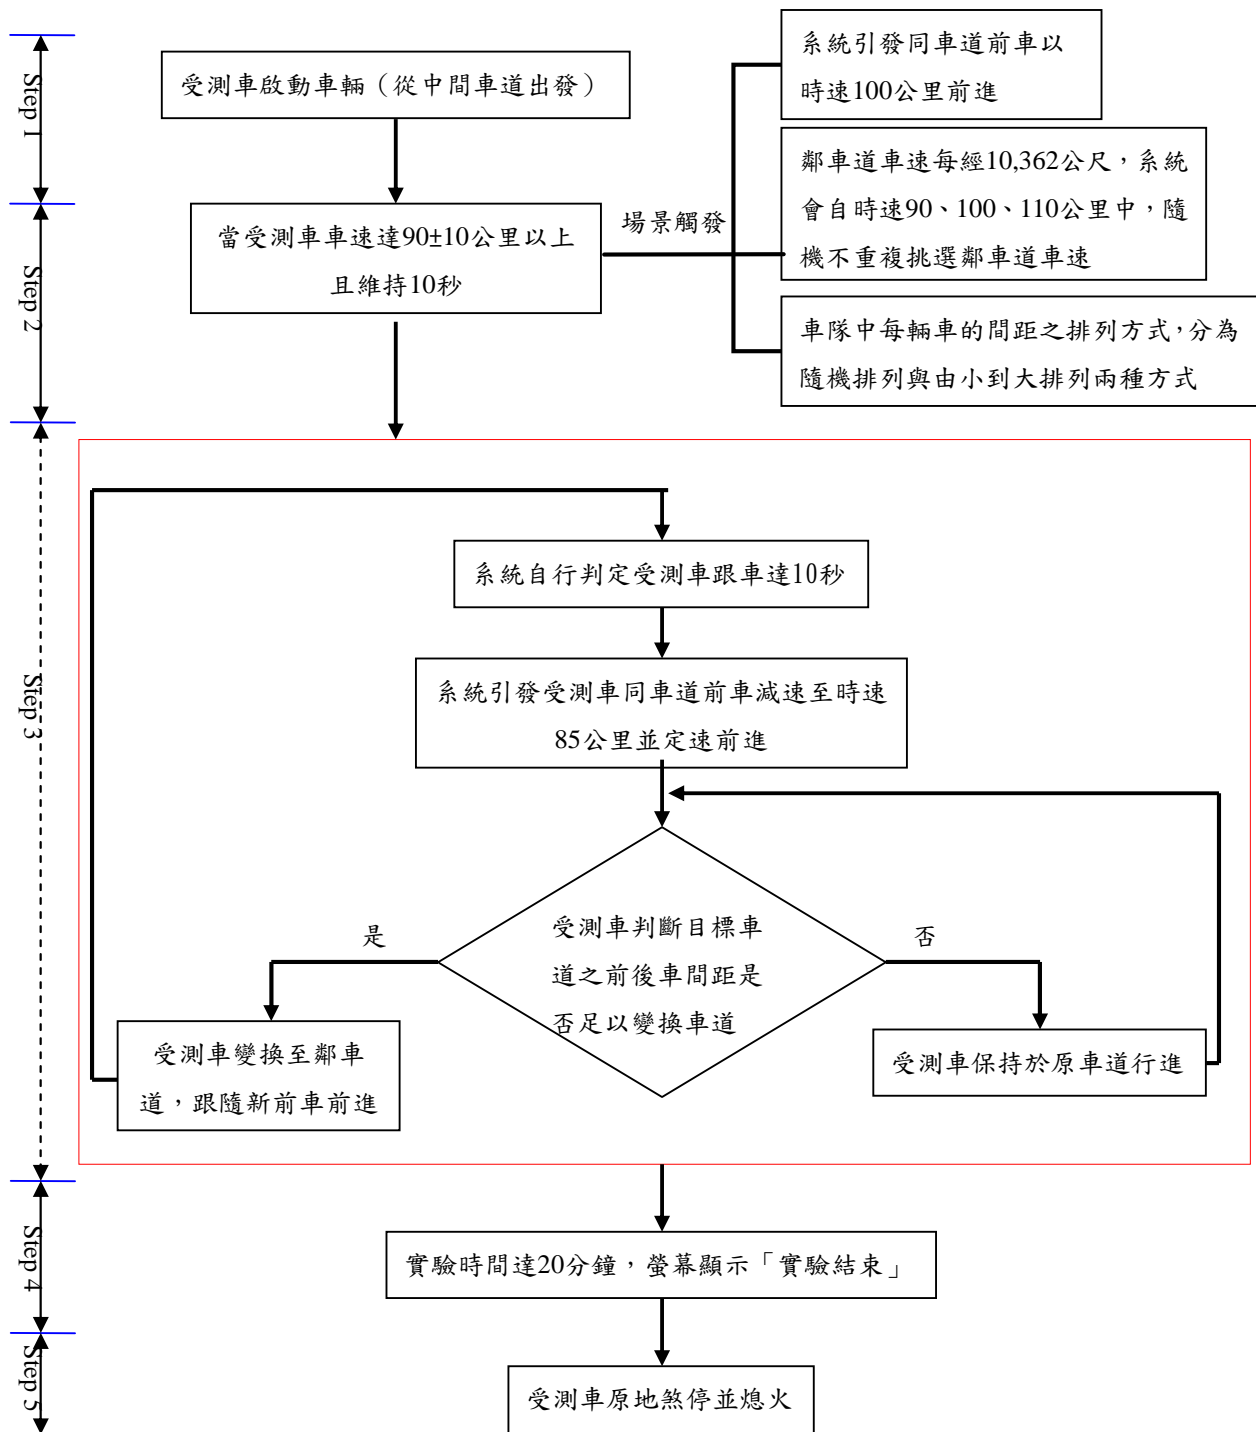 Step 1
受測車啟動車輛（從中間車道出發）
系統引發同車道前車以
時速100公里前進
Step 2
當受測車車速達90±10公里以上
且維持10秒
場景觸發
鄰車道車速每經10,362公尺，系統
會自時速90、100、110公里中，隨
機不重複挑選鄰車道車速
車隊中每輛車的間距之排列方式，分為
隨機排列與由小到大排列兩種方式
Step 3
系統自行判定受測車跟車達10秒
系統引發受測車同車道前車減速至時速
85公里並定速前進
受測車判斷目標車
道之前後車間距是
否足以變換車道
是
否
受測車變換至鄰車
道，跟隨新前車前進
受測車保持於原車道行進
Step 4
實驗時間達20分鐘，螢幕顯示「實驗結束」
Step 5
受測車原地煞停並熄火